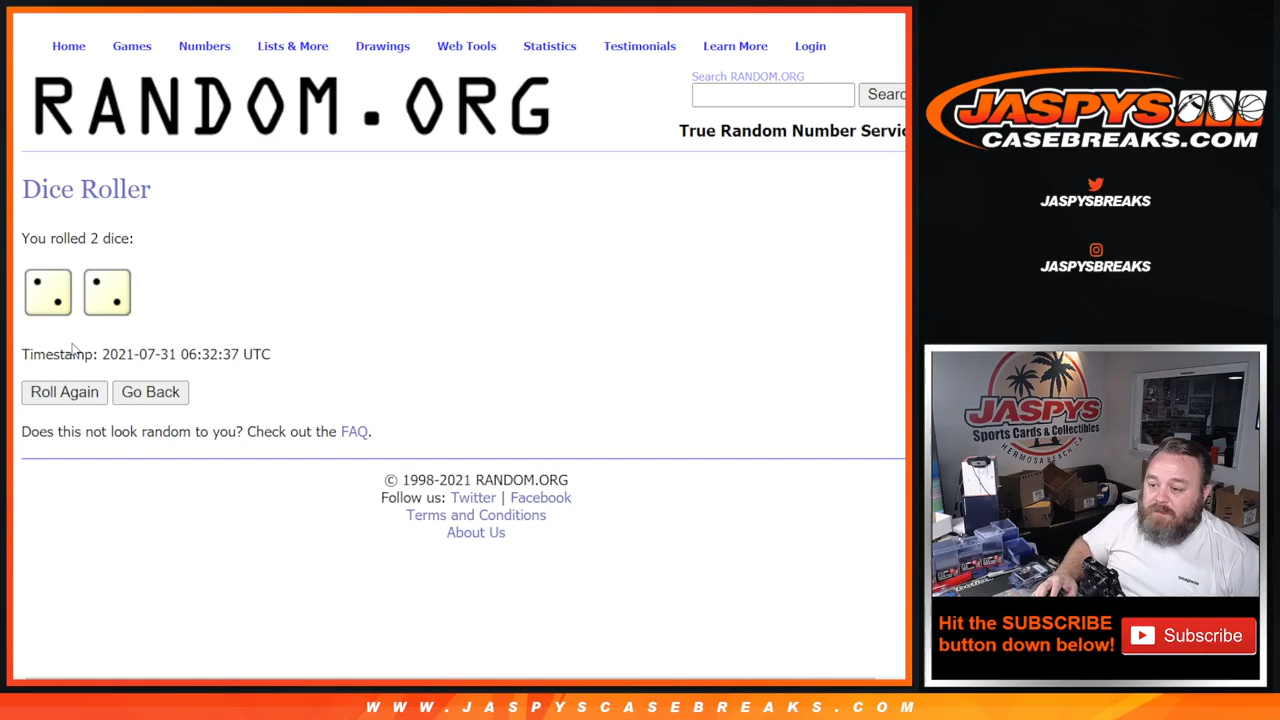 Home Games Numbers Lists & More Drawings Web Tools Statistics Testimonials Learn More Login
RANDOM.ORG
Search RANDOM.ORG
Searc
True Random Number Servic
Dice Roller
You rolled 2 dice:
Timestamp: 2021-07-31 06:32:37 UTC
Roll Again Go Back
Does this not look random to you? Check out the FAQ.
© 1998-2021 RANDOM.ORG
Follow us: Twitter | Facebook
Terms and Conditions
About Us
JASPYS
CASEBREAKS.COM
JASPYSBREAKS
JASPYSBREAKS
JASPYS
Sports Cards & Collectibles
HERMOSA BEACH, CA
Hit the SUBSCRIBE
button down below!
Subscribe
WWW.JASPYSCASEBREAKS.COM